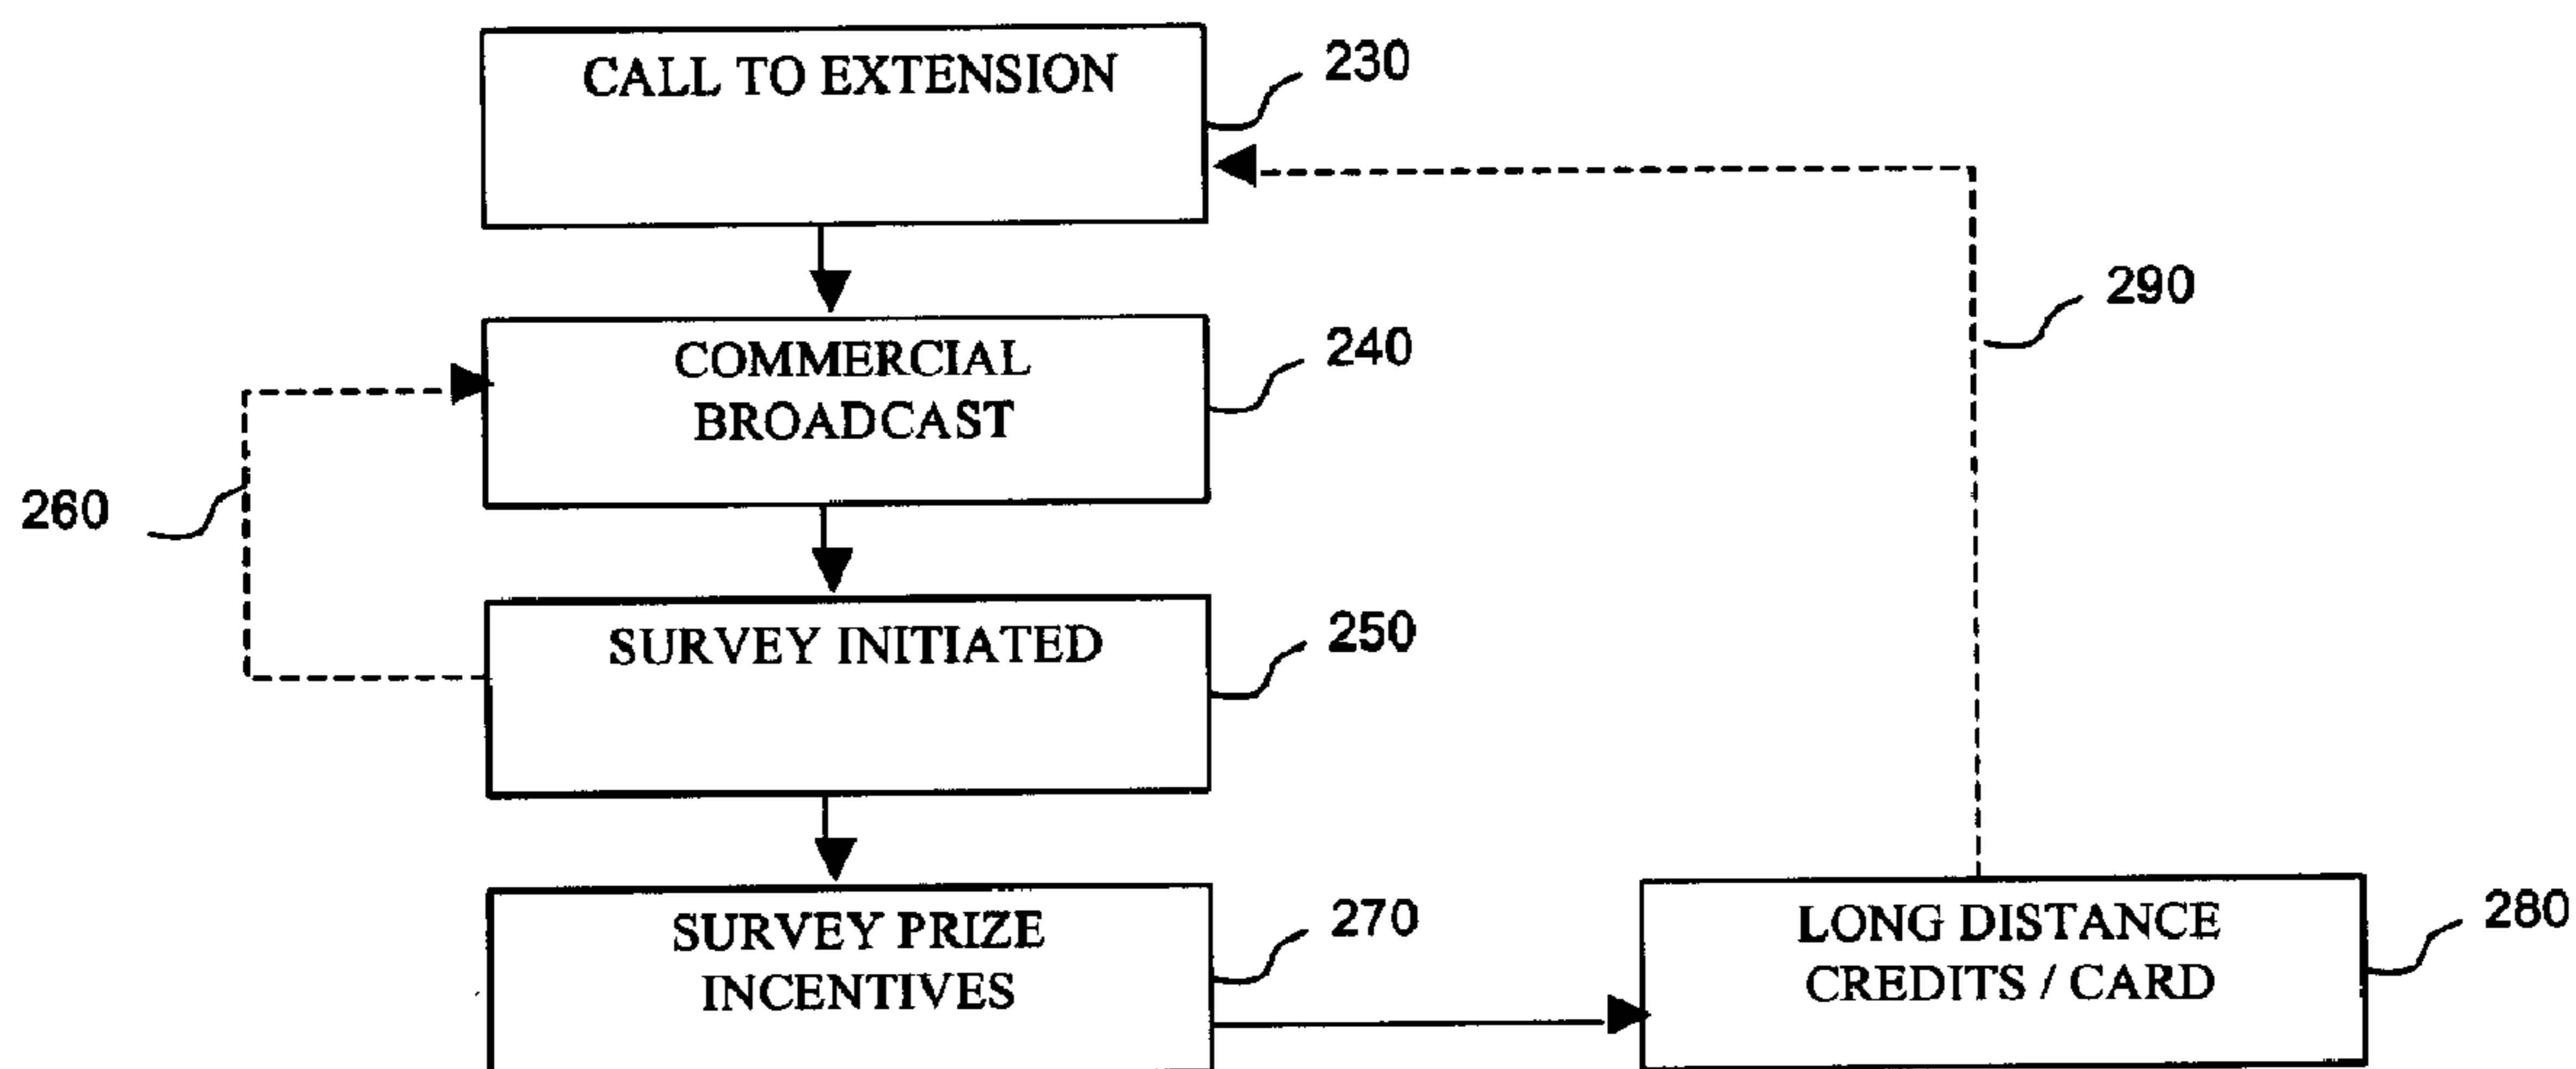 CALL TO EXTENSION
230
290
COMMERCIAL
BROADCAST
240
260
SURVEY INITIATED
250
SURVEY PRIZE
INCENTIVES
270
LONG DISTANCE
CREDITS / CARD
280